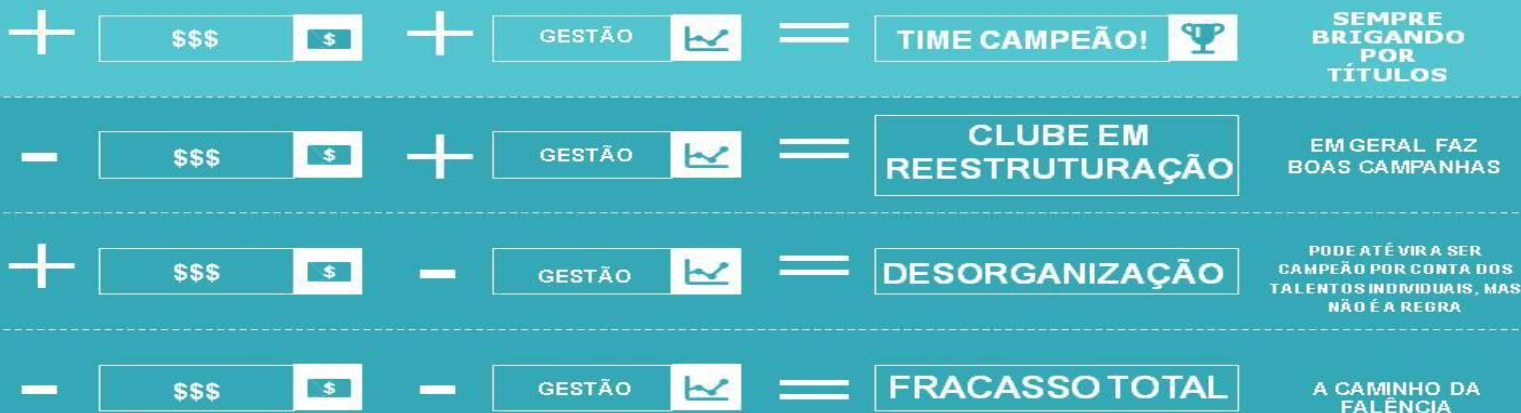 + $$$ $ + GESTÃO = TIME CAMPEÃO!
SEMPRE
BRIGANDO
POR
TÍTULOS
- $$$ $ + GESTÃO = CLUBE EM
REESTRUTURAÇÃO
EM GERAL FAZ
BOAS CAMPANHAS
+ $$$ $ - GESTÃO = DESORGANIZAÇÃO
PODE ATÉ VIR A SER
CAMPEÃO POR CONTA DOS
TALENTOS INDIVIDUAIS, MAS
NÃO É A REGRA
- $$$ $ - GESTÃO = FRACASSO TOTAL
A CAMINHO DA
FALÊNCIA